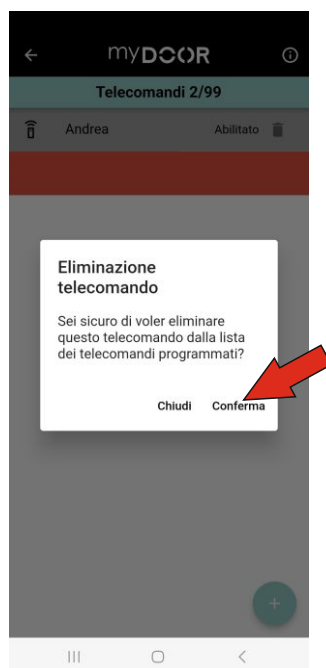 myDOOR
Telecomandi 2/99
Andrea Abilitato
Eliminazione
telecomando
Sei sicuro di voler eliminare
questo telecomando dalla lista
dei telecomandi programmati?
Chiudi Conferma